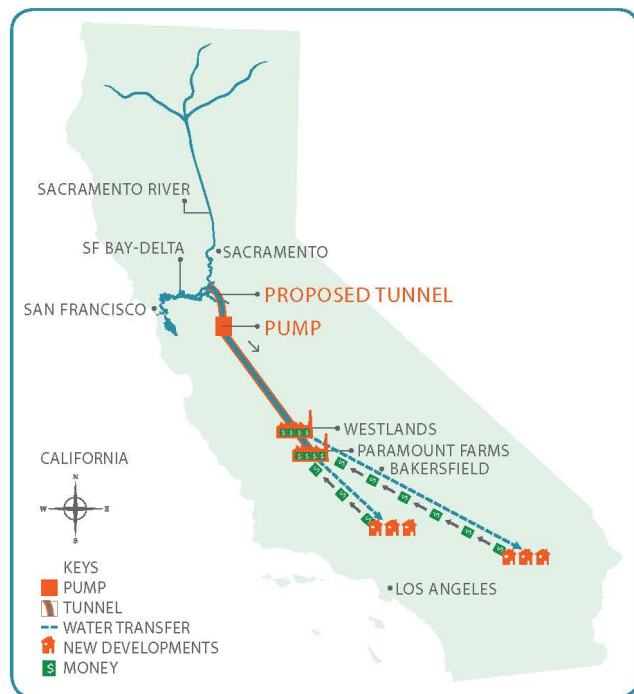 SACRAMENTO RIVER
SF BAY-DELTA
SACRAMENTO
SAN FRANCISCO
PROPOSED TUNNEL
PUMP
WESTLANDS
PARAMOUNT FARMS
BAKERSFIELD
$ $ $ $
$ $ $ $
$ $ $ $ $ $ $
$ $ $
LOS ANGELES
CALIFORNIA
N
W E
S
KEYS
PUMP
TUNNEL
WATER TRANSFER
NEW DEVELOPMENTS
$ MONEY